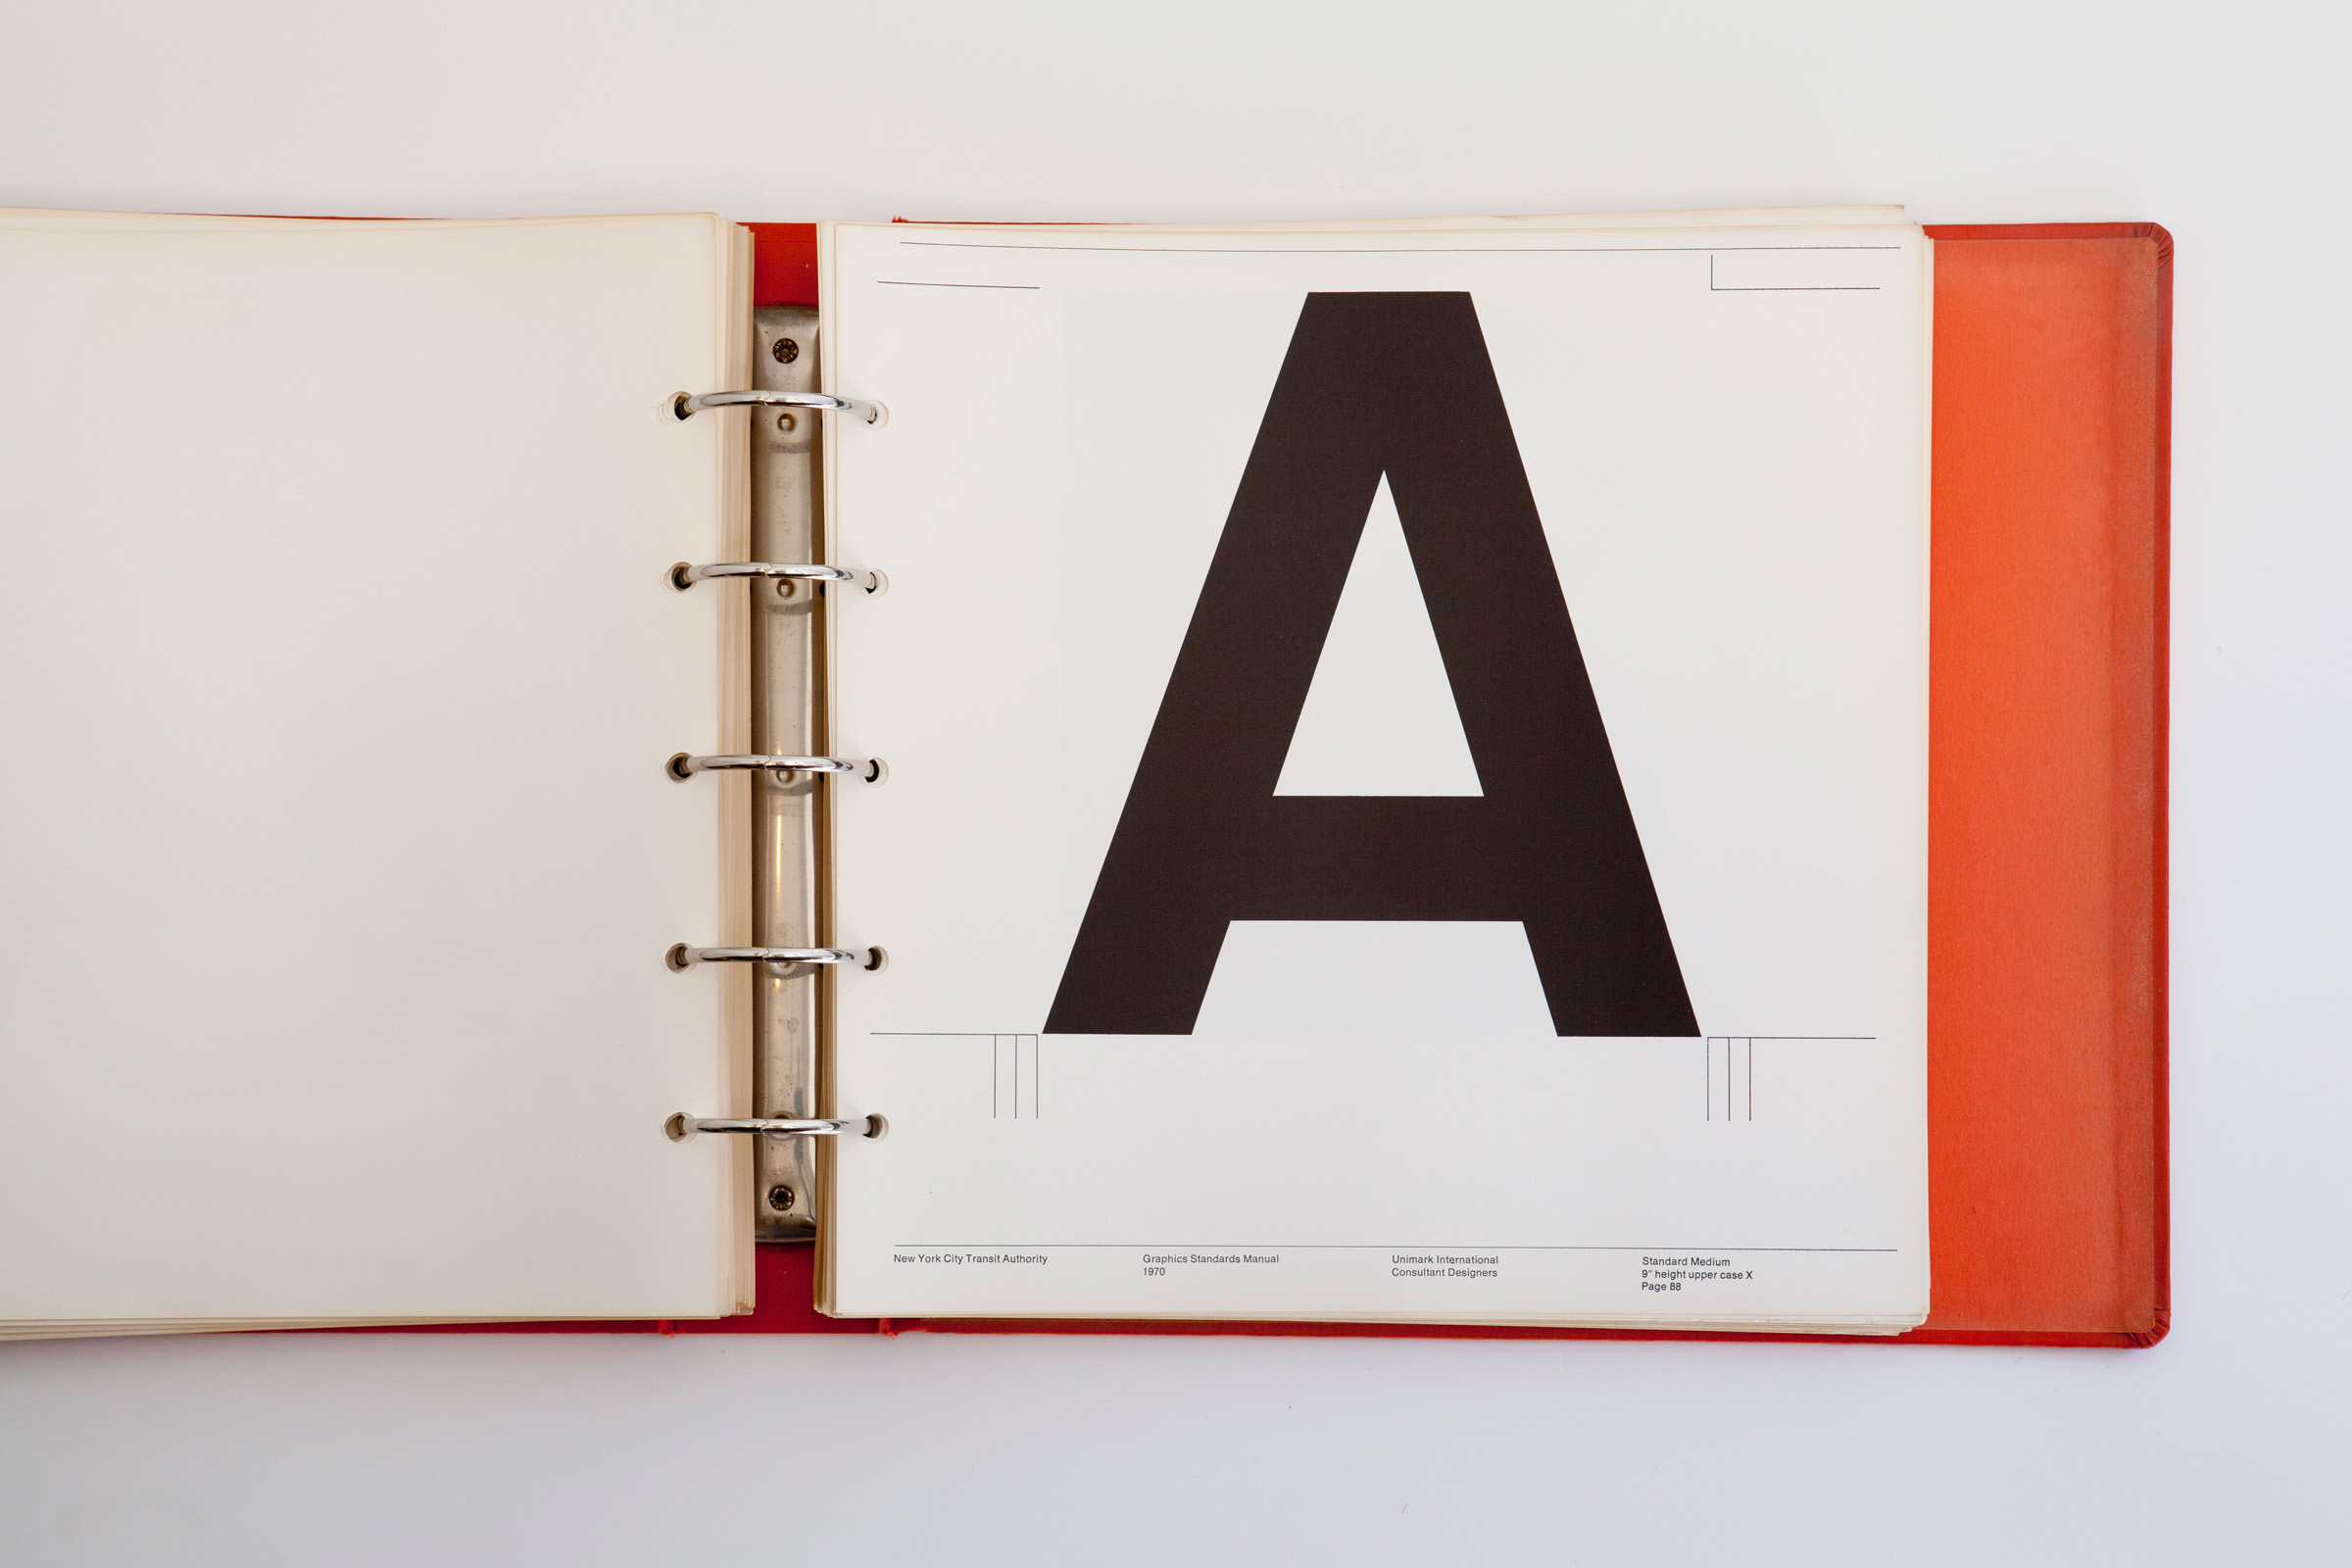 A
New York City Transit Authority
Graphics Standards Manual
1970
Unimark International
Consultant Designers
Standard Medium
9" height upper case X
Page 88